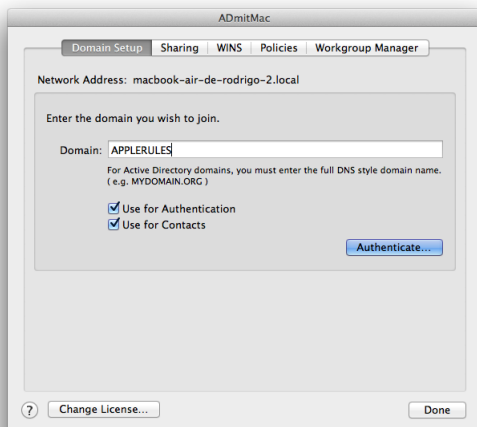 ADmitMac
Domain Setup Sharing WINS Policies Workgroup Manager
Network Address: macbook-air-de-rodrigo-2.local
Enter the domain you wish to join.
Domain: APPLERULES
For Active Directory domains, you must enter the full DNS style domain name.
( e.g. MYDOMAIN.ORG )
Use for Authentication
Use for Contacts
Authenticate...
? Change License... Done